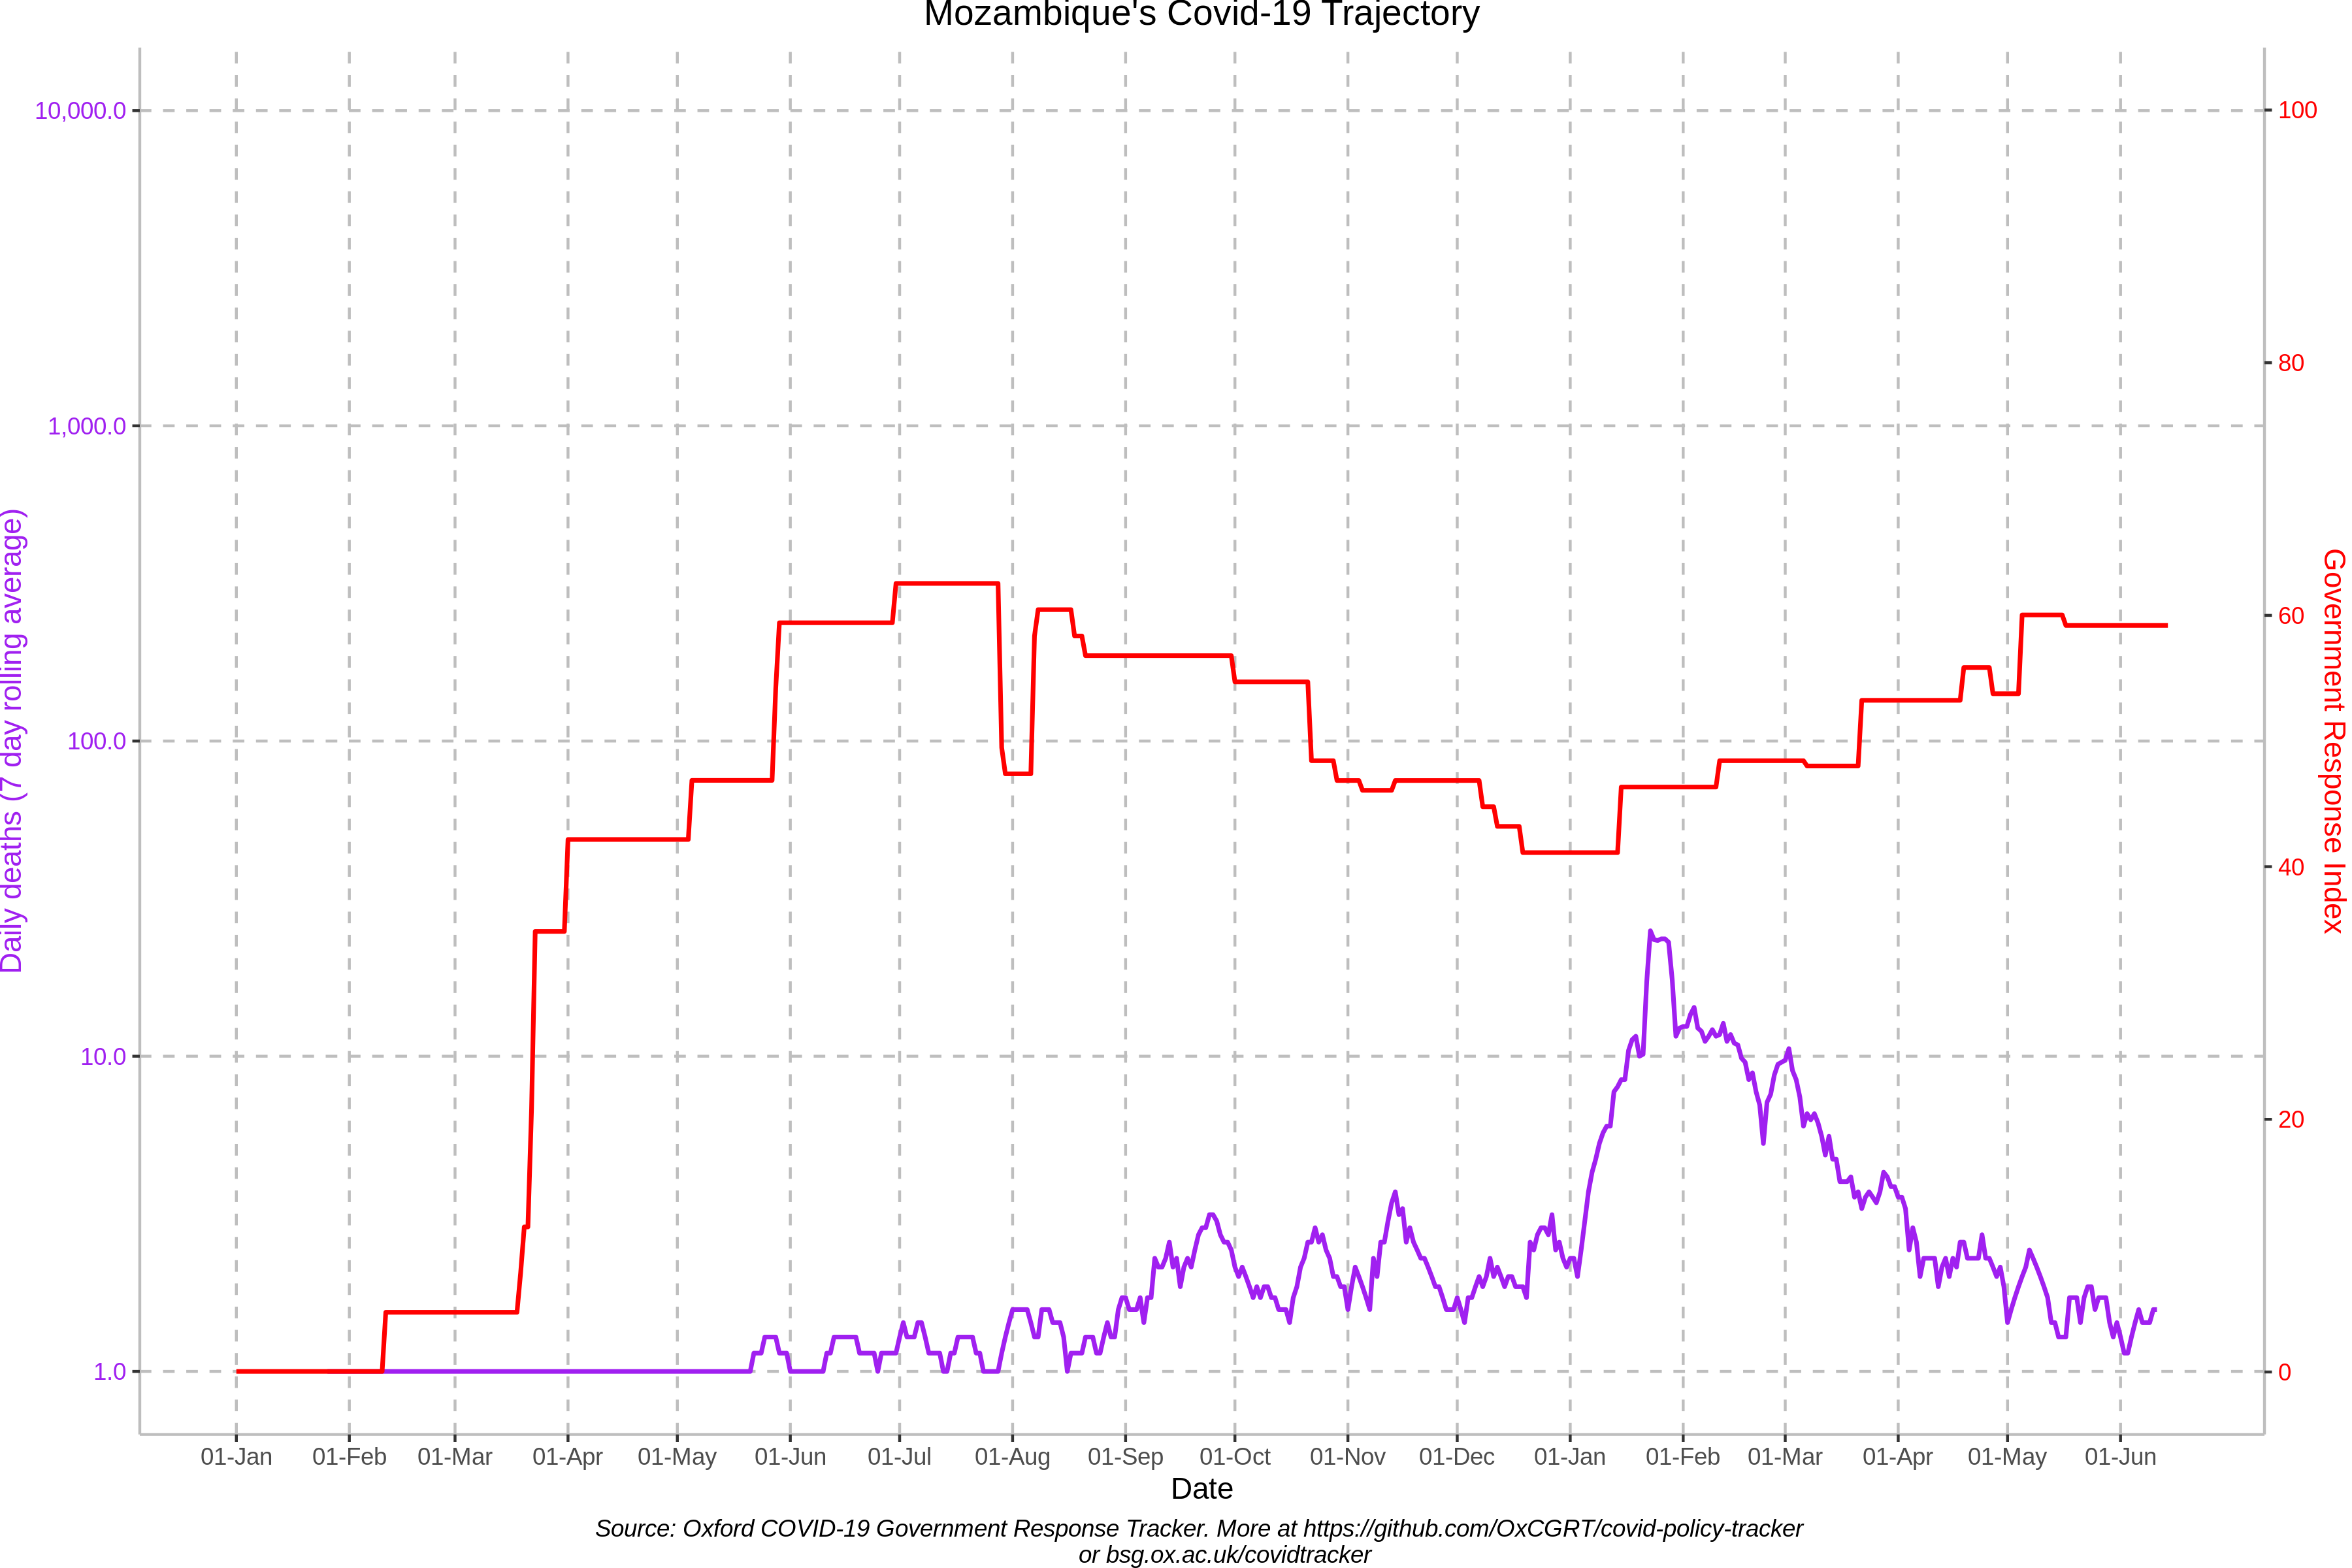 Mozambique's Covid-19 Trajectory
10,000.0
1,000.0
100.0
10.0
1.0
Daily deaths (7 day rolling average)
100
80
60
40
20
0
Government Response Index
01-Jan 01-Feb 01-Mar 01-Apr 01-May 01-Jun 01-Jul 01-Aug 01-Sep 01-Oct 01-Nov 01-Dec 01-Jan 01-Feb 01-Mar 01-Apr 01-May 01-Jun
Date
Source: Oxford COVID-19 Government Response Tracker. More at https://github.com/OxCGRT/covid-policy-tracker
or bsg.ox.ac.uk/covidtracker